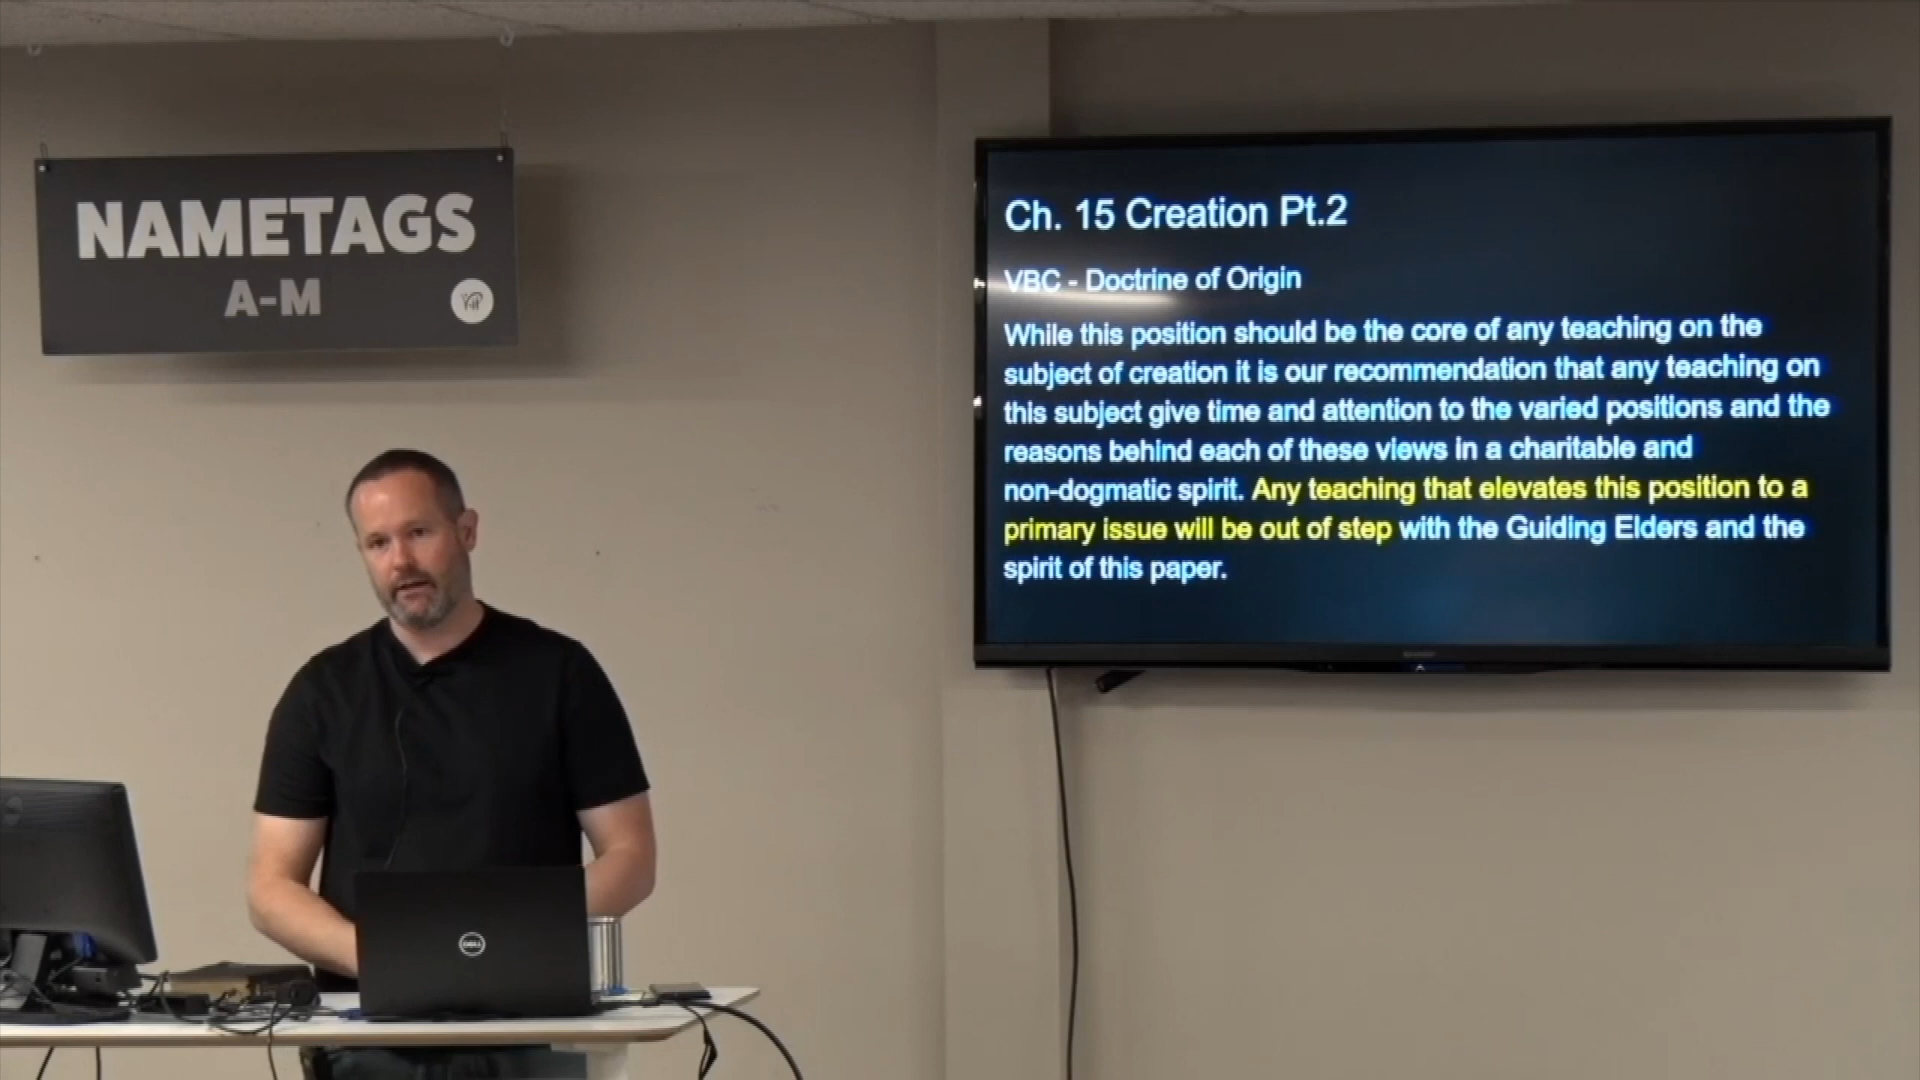 NAMETAGS
A-M
Ch. 15 Creation Pt.2
VBC - Doctrine of Origin
While this position should be the core of any teaching on the
subject of creation it is our recommendation that any teaching on
this subject give time and attention to the varied positions and the
reasons behind each of these views in a charitable and
non-dogmatic spirit. Any teaching that elevates this position to a
primary issue will be out of step with the Guiding Elders and the
spirit of this paper.
DELL